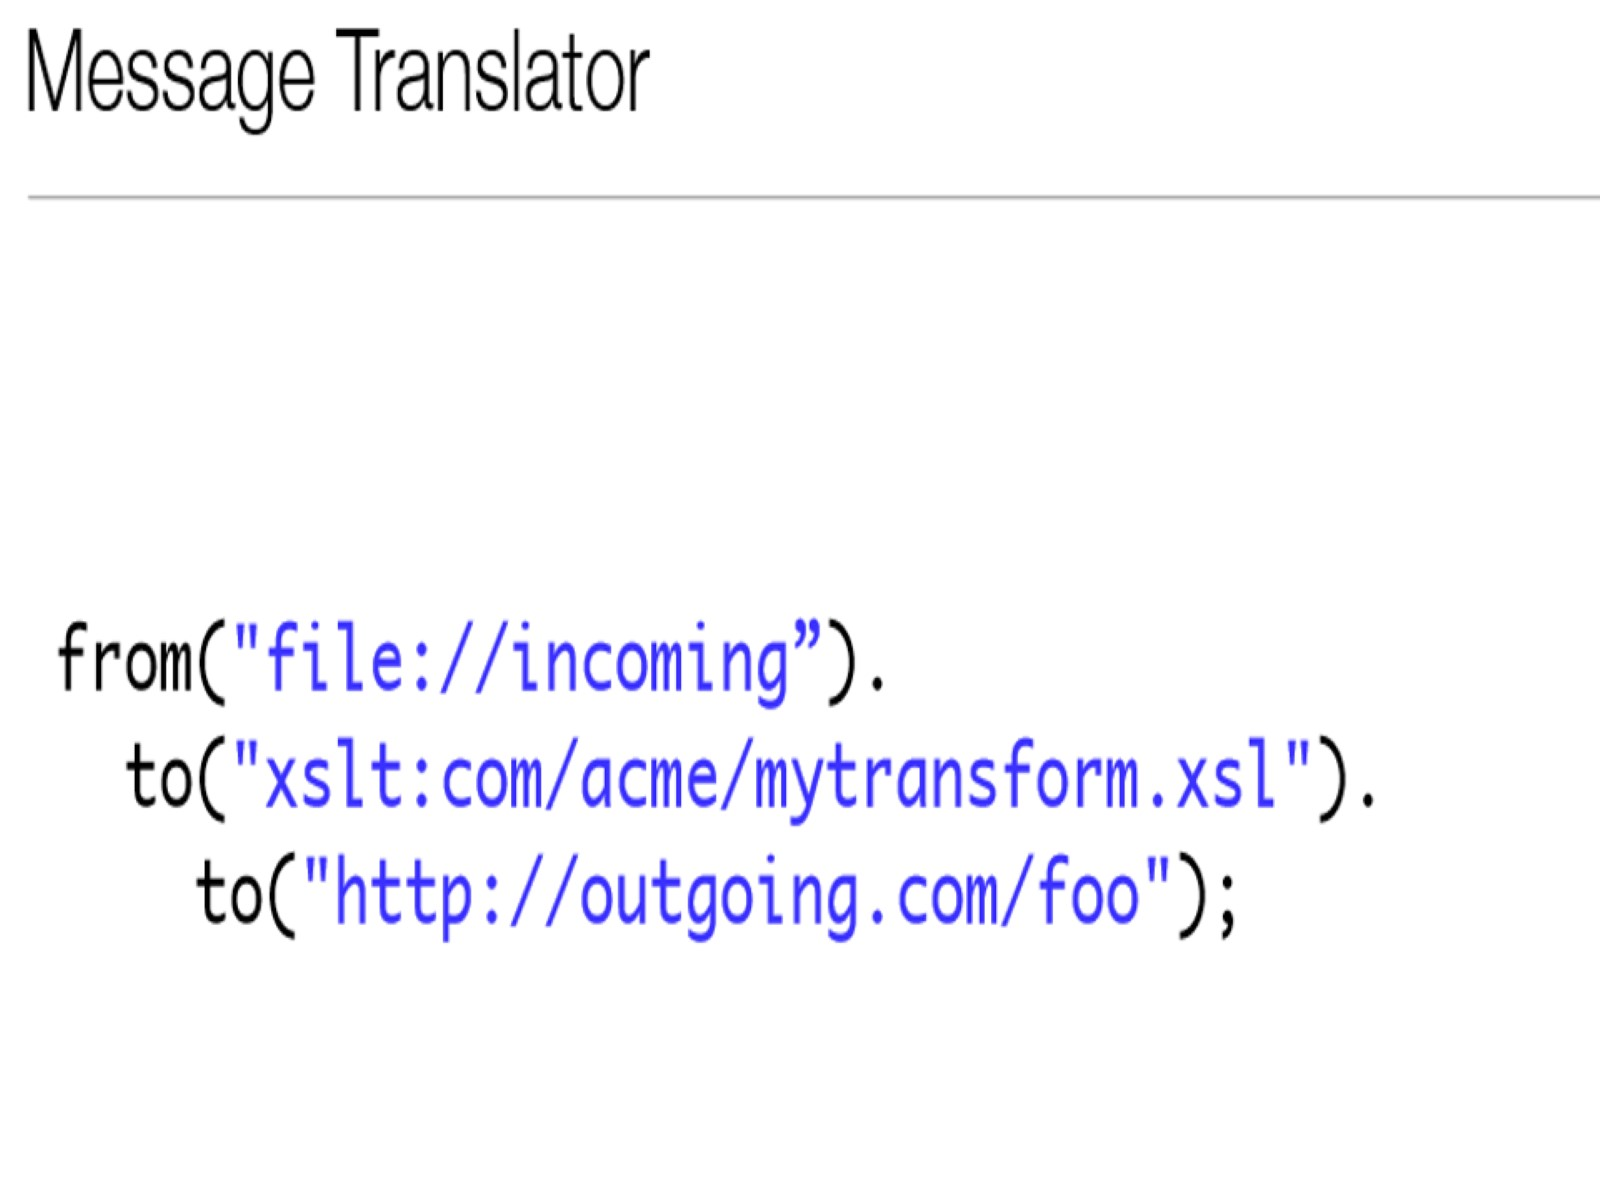 Message Translator
from("file://incoming”).
to("xslt:com/acme/mytransform.xsl").
to("http://outgoing.com/foo");